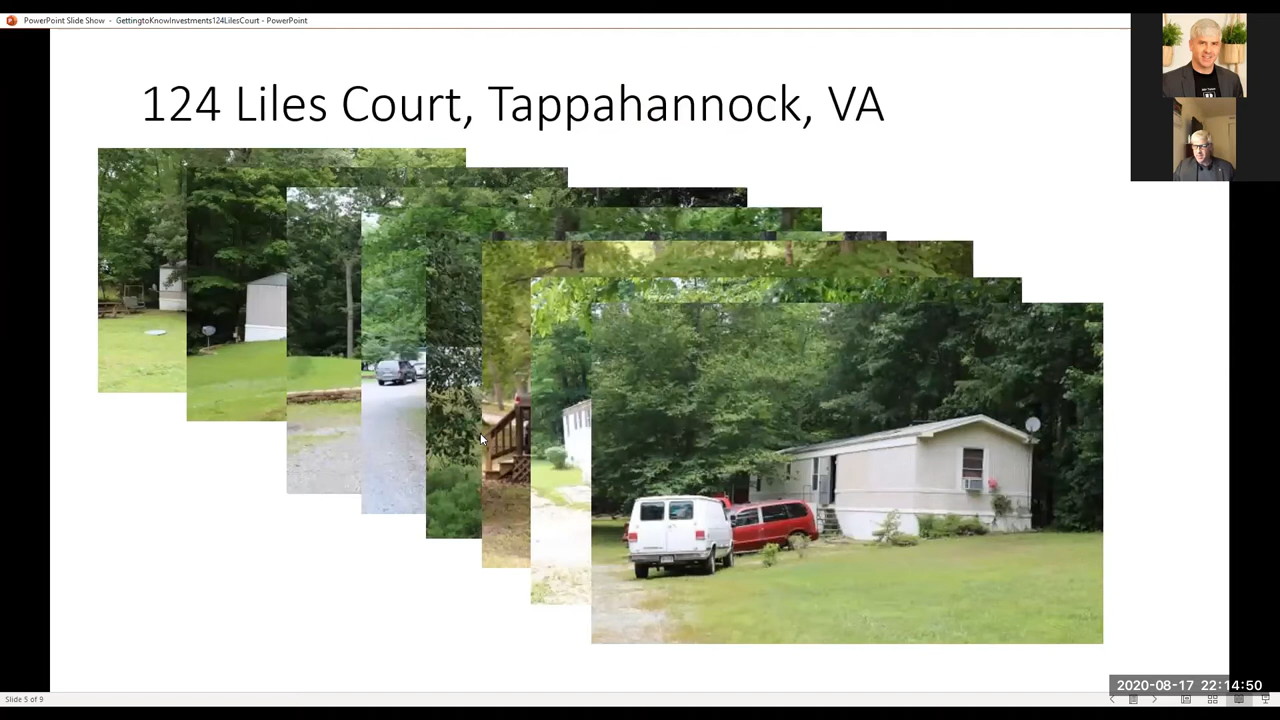 PowerPoint Slide Show - GettingtoKnowInvestments124LilesCourt - PowerPoint
124 Liles Court, Tappahannock, VA
2020-08-17 22:14:50
Slide 5 of 9